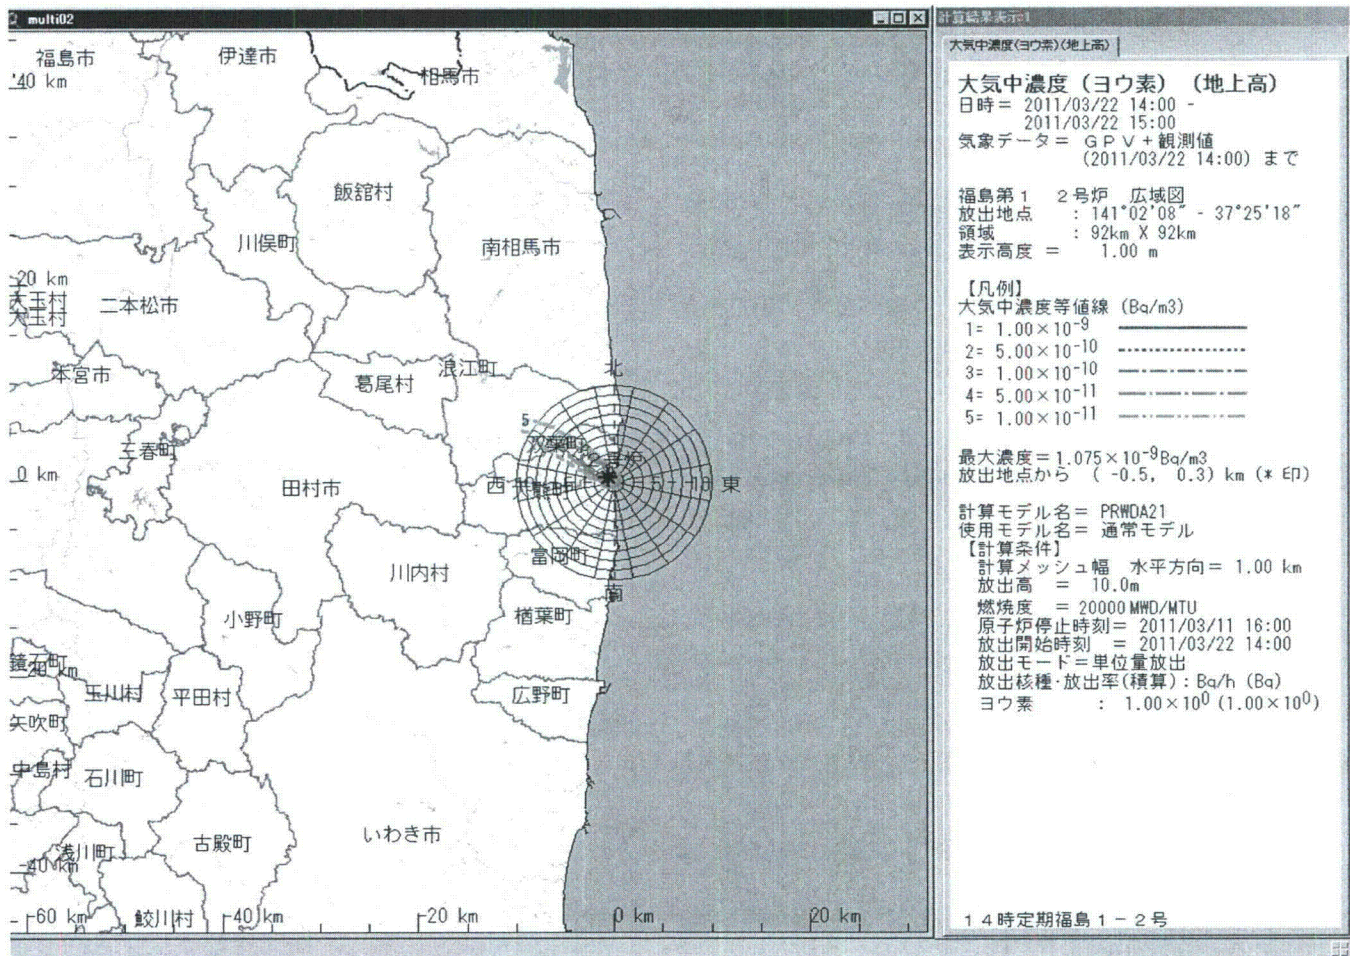 multi02
福島市
伊達市
相馬市
40 km
飯舘村
川俣町
南相馬市
20 km
大玉村
大玉村
二本松市
本宮市
葛尾村
浪江町
北
5
双葉町
三春町
0 km
田村市
西
東
富岡町
川内村
南
小野町
楢葉町
鏡石町
-20 km
玉川村
平田村
広野町
矢吹町
中島村
石川町
いわき市
古殿町
浅川町
-40 km
鮫川村
-60 km
-40 km
-20 km
0 km
20 km
計算結果表示:1
大気中濃度(ヨウ素)(地上高)
大気中濃度（ヨウ素）（地上高）
日時＝ 2011/03/22 14:00 -
2011/03/22 15:00
気象データ＝ ＧＰＶ＋観測値
(2011/03/22 14:00) まで
福島第１ ２号炉 広域図
放出地点 : 141°02'08" - 37°25'18"
領域 : 92km X 92km
表示高度 ＝ 1.00 m
【凡例】
大気中濃度等値線 (Bq/m3)
1= 1.00×10⁻⁹
2= 5.00×10⁻¹⁰
3= 1.00×10⁻¹⁰
4= 5.00×10⁻¹¹
5= 1.00×10⁻¹¹
最大濃度＝1.075×10⁻⁹Bq/m3
放出地点から ( -0.5, 0.3) km (* 印)
計算モデル名＝ PRWDA21
使用モデル名＝ 通常モデル
【計算条件】
計算メッシュ幅 水平方向＝ 1.00 km
放出高 ＝ 10.0m
燃焼度 ＝20000MWD/MTU
原子炉停止時刻＝ 2011/03/11 16:00
放出開始時刻 ＝ 2011/03/22 14:00
放出モード＝単位量放出
放出核種･放出率(積算)：Bq/h (Bq)
ヨウ素 : 1.00×10⁰ (1.00×10⁰)
１４時定期福島１－２号